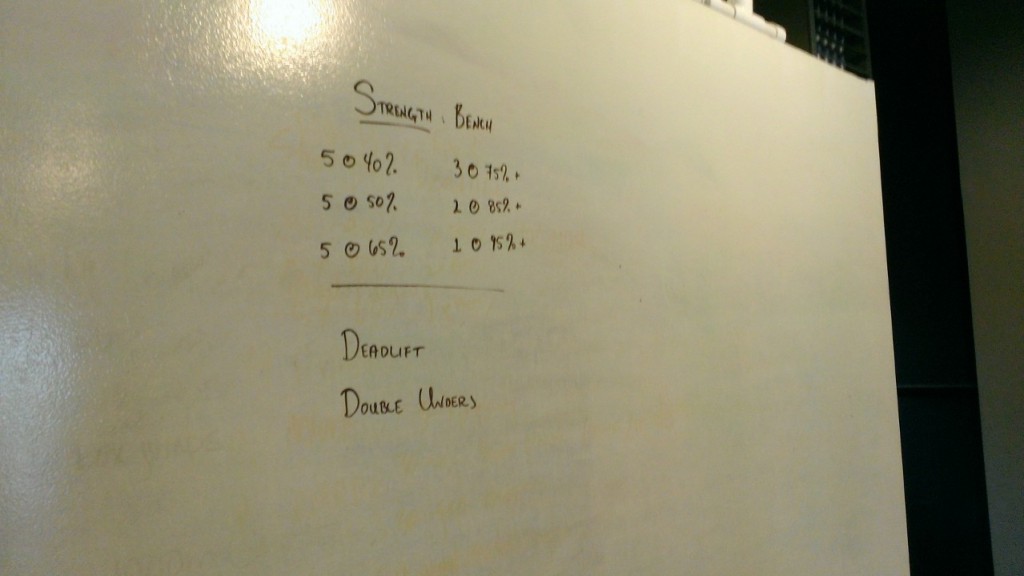 STRENGTH: BENCH
5 @ 40% 3 @ 75%+
5 @ 50% 2 @ 85%+
5 @ 65% 1 @ 95%+
DEADLIFT
DOUBLE UNDERS